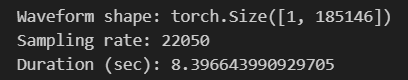 Waveform shape: torch.Size([1, 185146])
Sampling rate: 22050
Duration (sec): 8.396643990929705